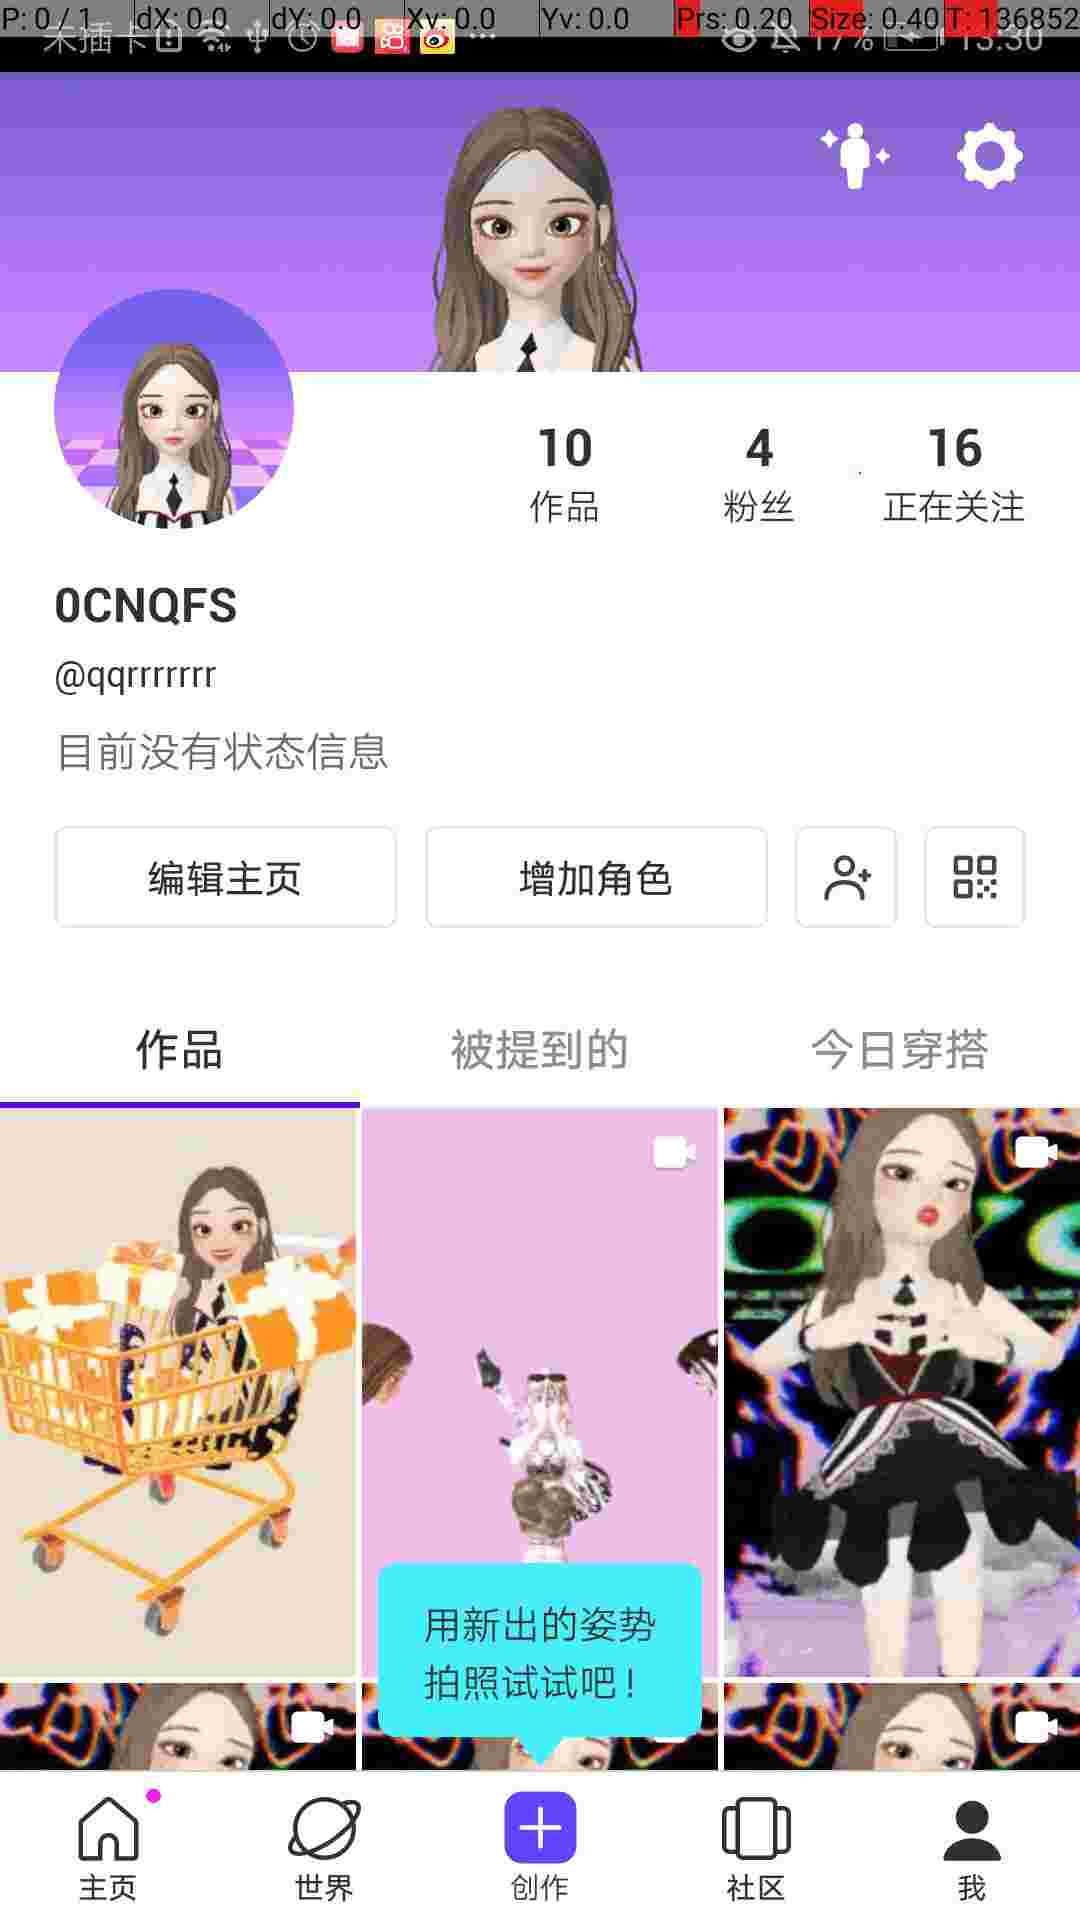 P: 0 / 1 dX: 0.0 dY: 0.0 Xv: 0.0 Yv: 0.0 Prs: 0.20 Size: 0.40 T: 136852
未插卡 17% 13:30
10 4 16
作品 粉丝 正在关注
0CNQFS
@qqrrrrrrr
目前没有状态信息
编辑主页 增加角色
作品 被提到的 今日穿搭
用新出的姿势
拍照试试吧！
主页 世界 创作 社区 我